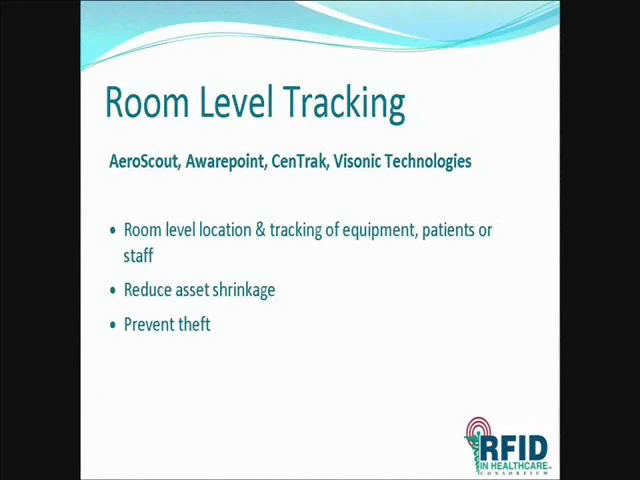 Room Level Tracking
AeroScout, Awarepoint, CenTrak, Visonic Technologies
• Room level location & tracking of equipment, patients or
staff
• Reduce asset shrinkage
• Prevent theft
RFID
IN HEALTHCARE
CONSORTIUM